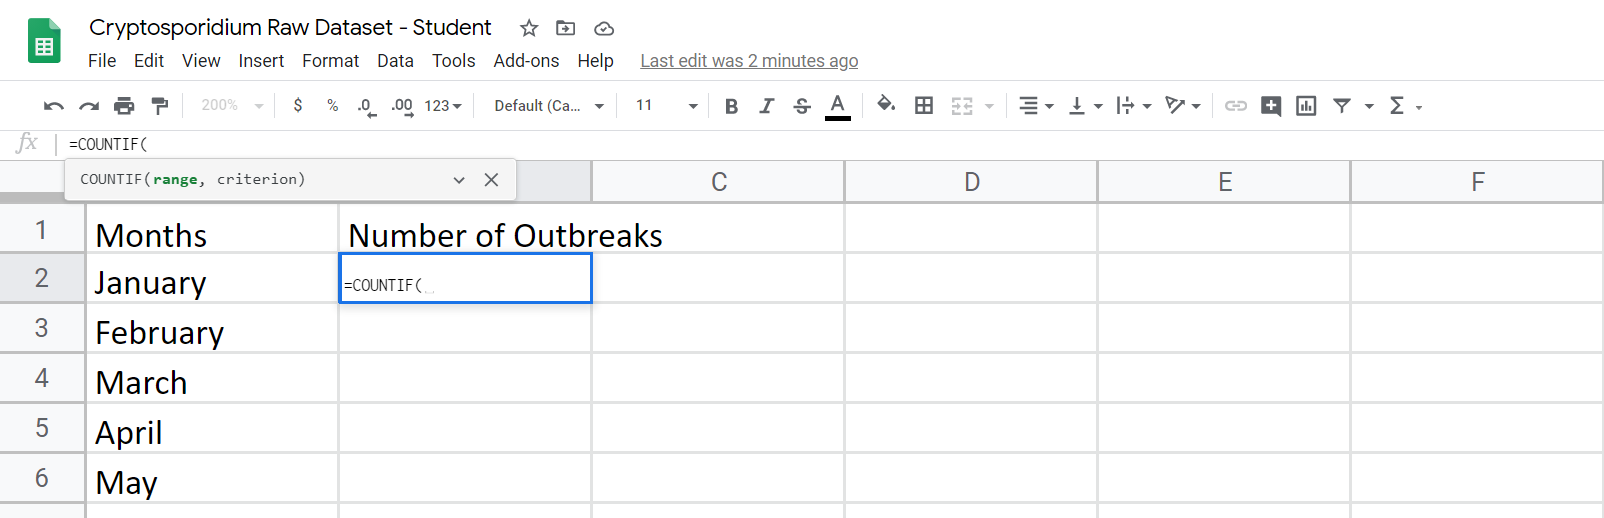 Cryptosporidium Raw Dataset - Student
File Edit View Insert Format Data Tools Add-ons Help Last edit was 2 minutes ago
200% $ % .0 .00 123 Default (Ca... 11 B I S A Σ
fx =COUNTIF(
COUNTIF(range, criterion)
C D E F
1 Months Number of Outbreaks
2 January =COUNTIF(
3 February
4 March
5 April
6 May